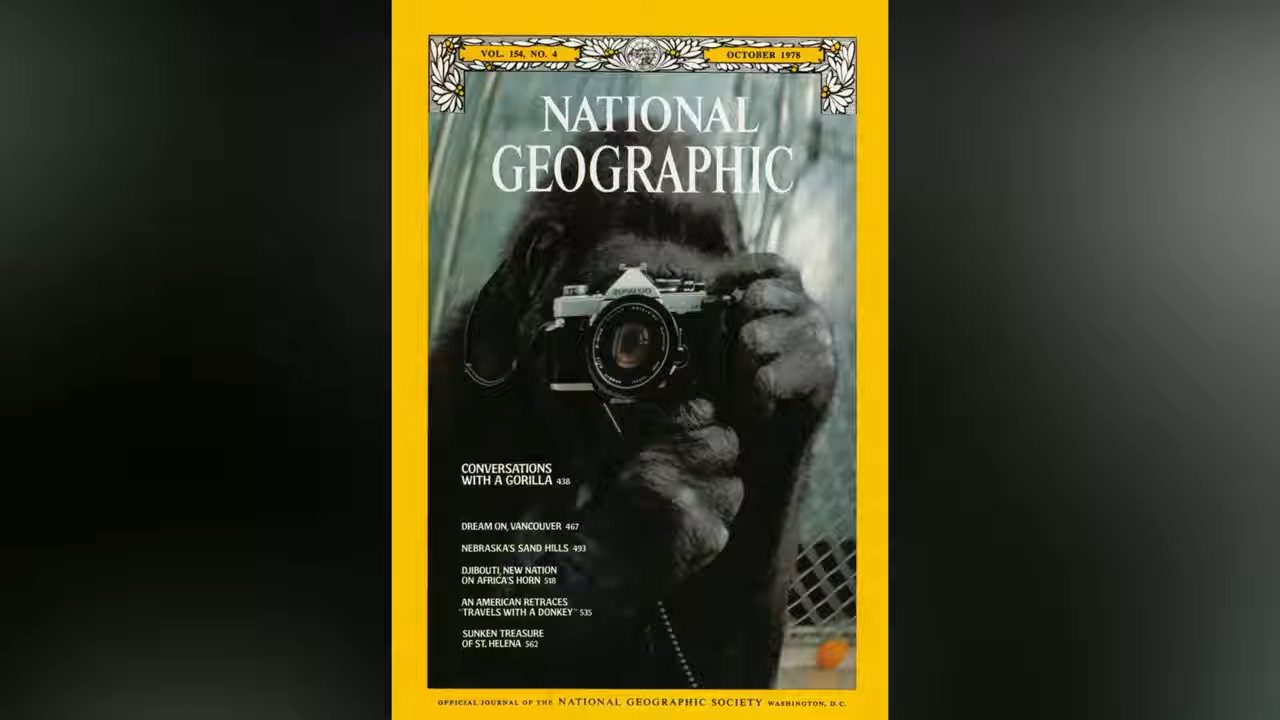 VOL. 154, NO. 4
OCTOBER 1978
NATIONAL
GEOGRAPHIC
CONVERSATIONS
WITH A GORILLA 438
DREAM ON, VANCOUVER 467
NEBRASKA'S SAND HILLS 493
DJIBOUTI, NEW NATION
ON AFRICA'S HORN 518
AN AMERICAN RETRACES
"TRAVELS WITH A DONKEY" 535
SUNKEN TREASURE
OF ST. HELENA 562
OFFICIAL JOURNAL OF THE NATIONAL GEOGRAPHIC SOCIETY WASHINGTON, D.C.